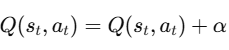 Q(s_t, a_t) = Q(s_t, a_t) + α